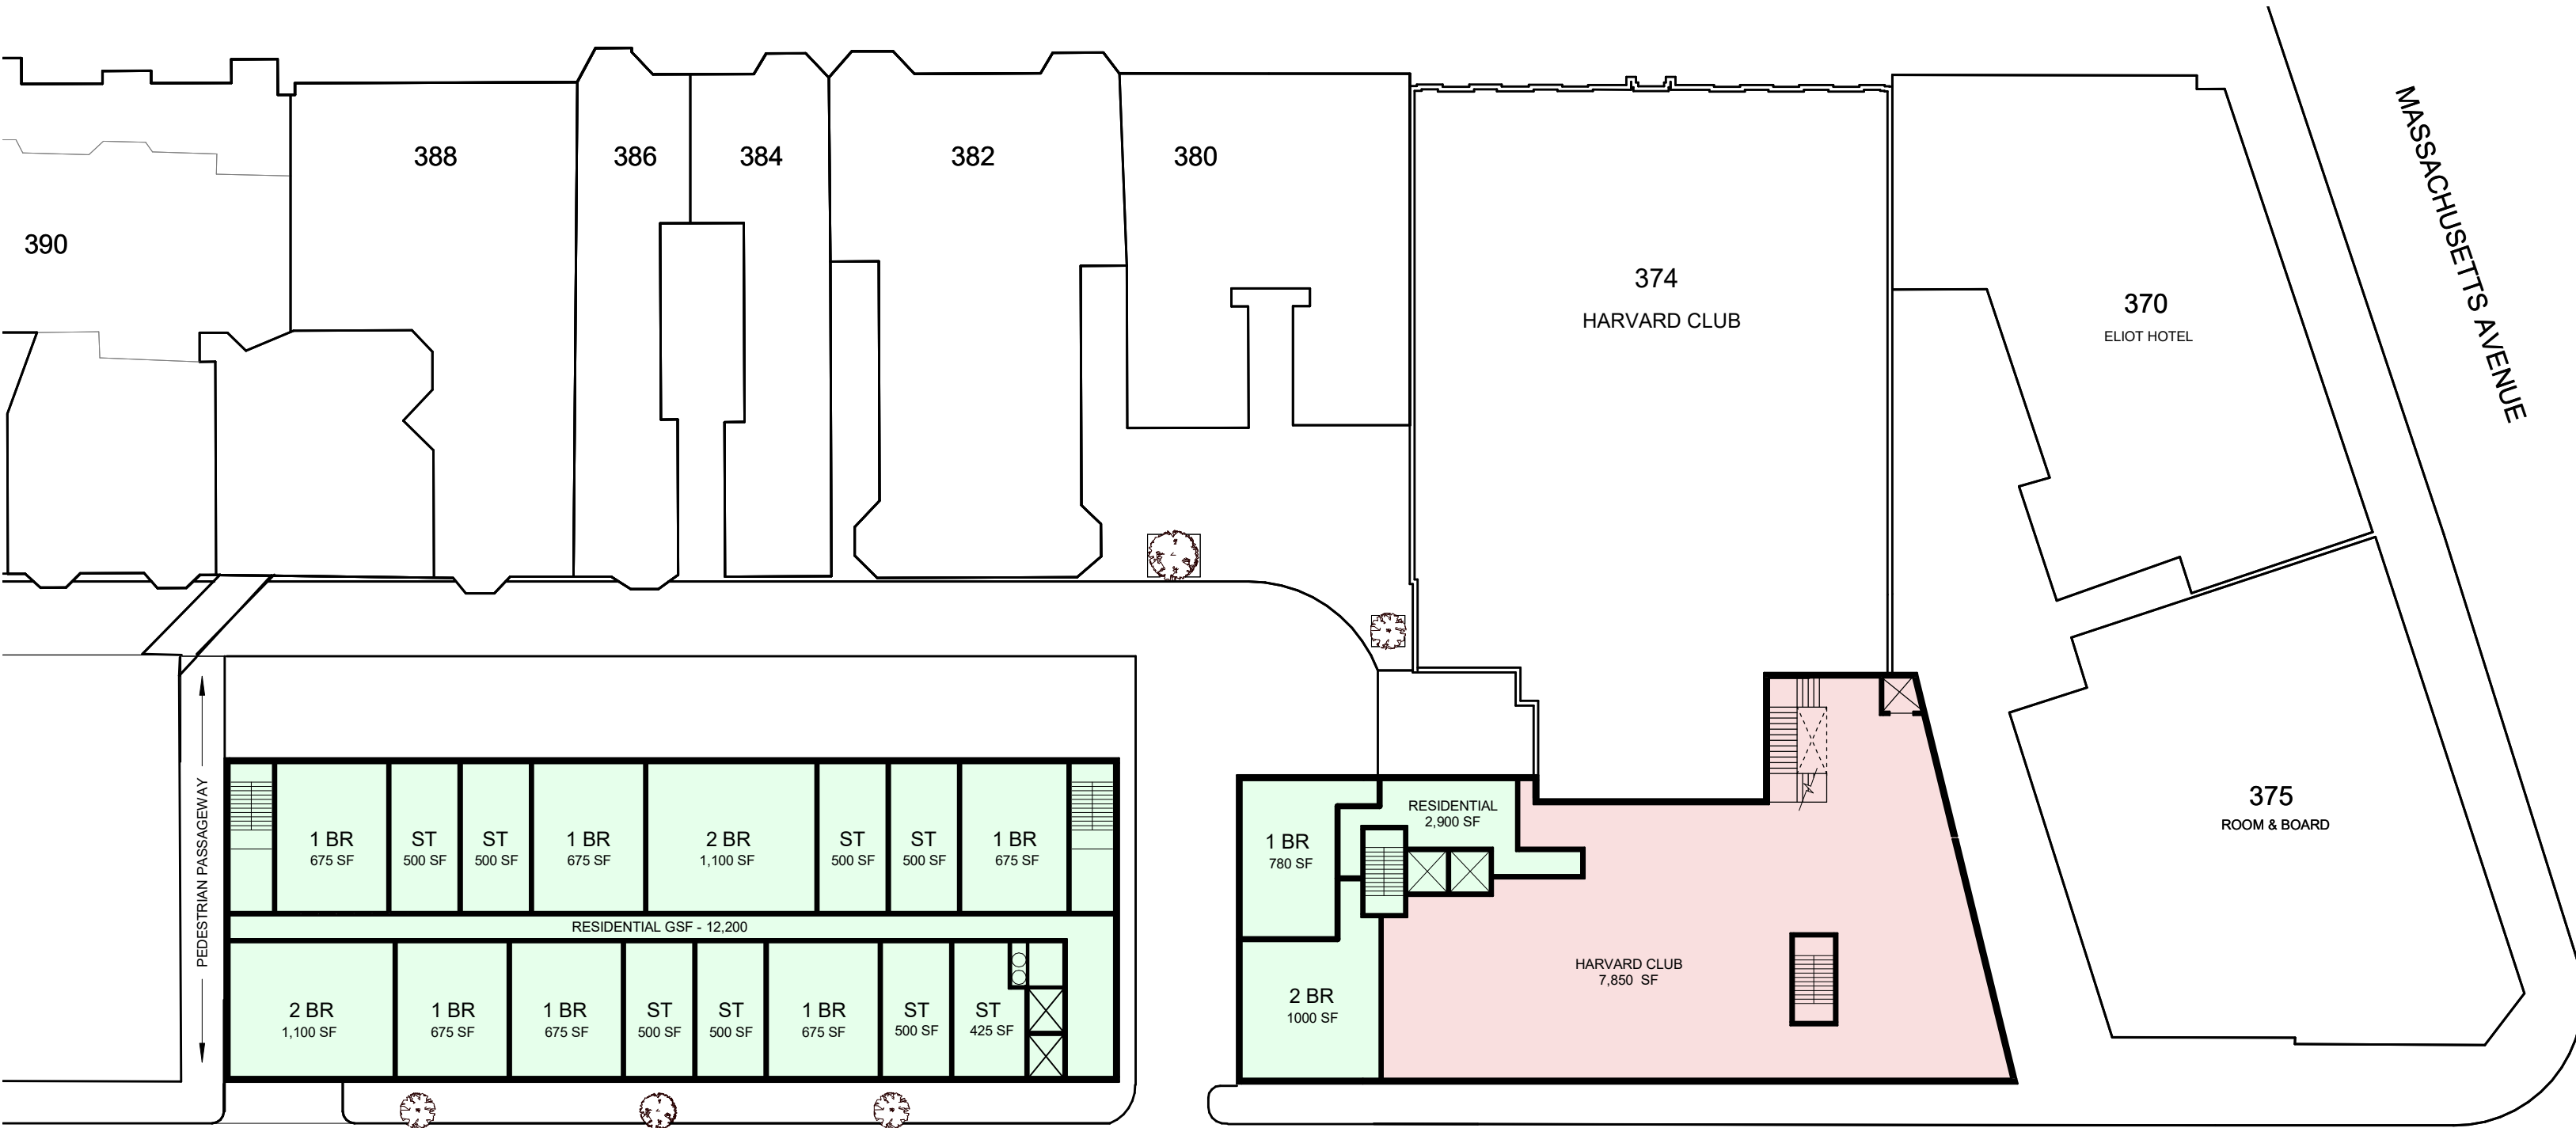 388
386
384
382
380
390
374
HARVARD CLUB
370
ELIOT HOTEL
MASSACHUSETTS AVENUE
375
ROOM & BOARD
PEDESTRIAN PASSAGEWAY
1 BR
675 SF
ST
500 SF
ST
500 SF
1 BR
675 SF
2 BR
1,100 SF
ST
500 SF
ST
500 SF
1 BR
675 SF
RESIDENTIAL GSF - 12,200
2 BR
1,100 SF
1 BR
675 SF
1 BR
675 SF
ST
500 SF
ST
500 SF
1 BR
675 SF
ST
500 SF
ST
425 SF
1 BR
780 SF
RESIDENTIAL
2,900 SF
2 BR
1000 SF
HARVARD CLUB
7,850 SF